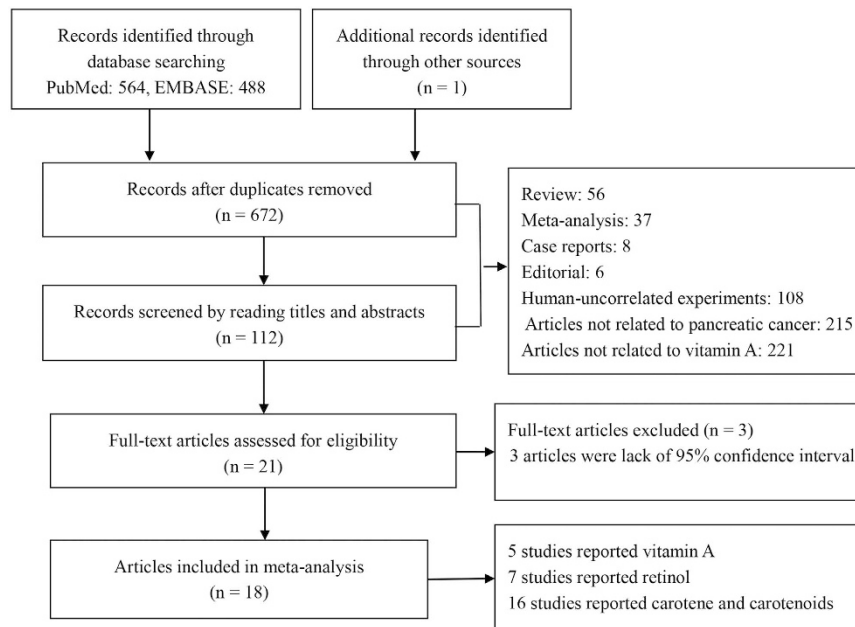 Records identified through
database searching
PubMed: 564, EMBASE: 488
Additional records identified
through other sources
(n = 1)
Records after duplicates removed
(n = 672)
Review: 56
Meta-analysis: 37
Case reports: 8
Editorial: 6
Human-uncorrelated experiments: 108
Articles not related to pancreatic cancer: 215
Articles not related to vitamin A: 221
Records screened by reading titles and abstracts
(n = 112)
Full-text articles assessed for eligibility
(n = 21)
Full-text articles excluded (n = 3)
3 articles were lack of 95% confidence interval
Articles included in meta-analysis
(n = 18)
5 studies reported vitamin A
7 studies reported retinol
16 studies reported carotene and carotenoids